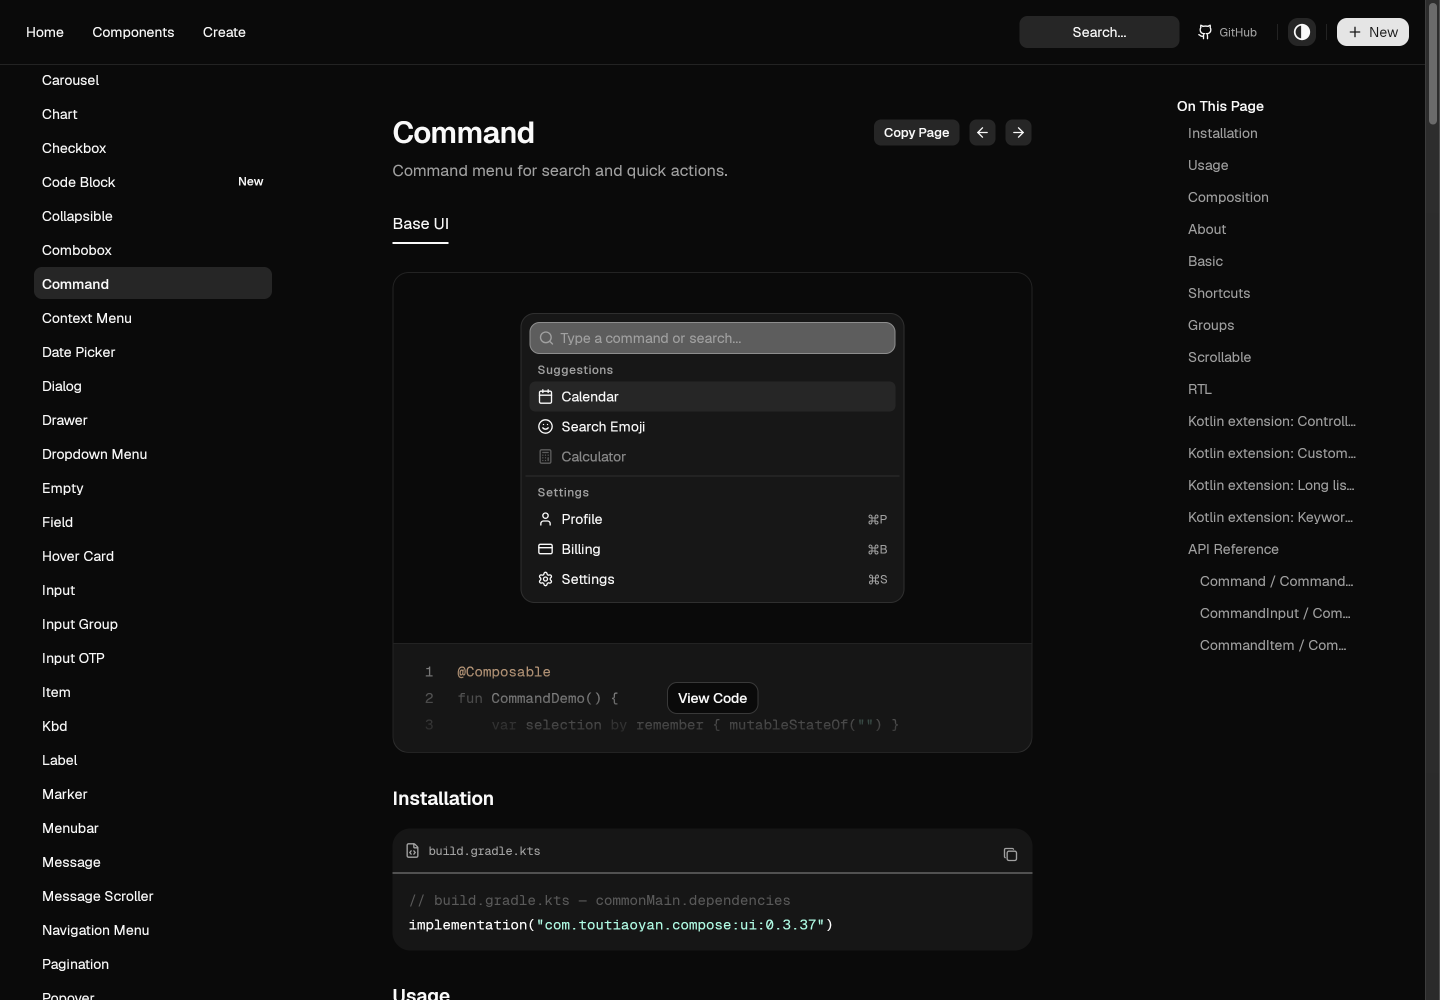 Home
Components
Create
Search...
GitHub
New
Carousel
Chart
Checkbox
Code Block New
Collapsible
Combobox
Command
Context Menu
Date Picker
Dialog
Drawer
Dropdown Menu
Empty
Field
Hover Card
Input
Input Group
Input OTP
Item
Kbd
Label
Marker
Menubar
Message
Message Scroller
Navigation Menu
Pagination
Popover
Command
Copy Page
Command menu for search and quick actions.
Base UI
Type a command or search...
Suggestions
Calendar
Search Emoji
Calculator
Settings
Profile ⌘P
Billing ⌘B
Settings ⌘S
1 @Composable
2 fun CommandDemo() {
View Code
3 var selection by remember { mutableStateOf("") }
Installation
build.gradle.kts
// build.gradle.kts — commonMain.dependencies
implementation("com.toutiaoyan.compose:ui:0.3.37")
Usage
On This Page
Installation
Usage
Composition
About
Basic
Shortcuts
Groups
Scrollable
RTL
Kotlin extension: Controll...
Kotlin extension: Custom...
Kotlin extension: Long lis...
Kotlin extension: Keywor...
API Reference
Command / Command...
CommandInput / Com...
CommandItem / Com...